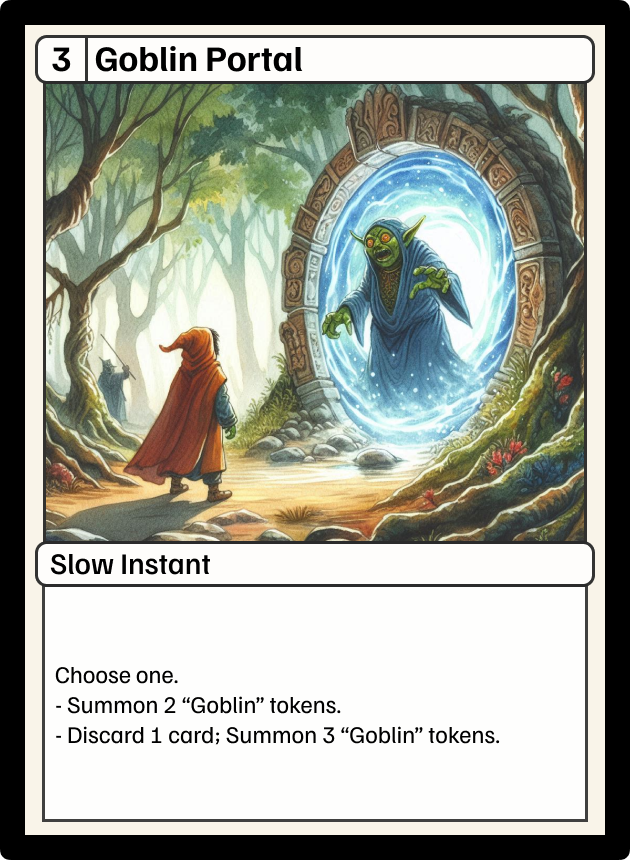 3 Goblin Portal
Slow Instant
Choose one.
- Summon 2 “Goblin” tokens.
- Discard 1 card; Summon 3 “Goblin” tokens.